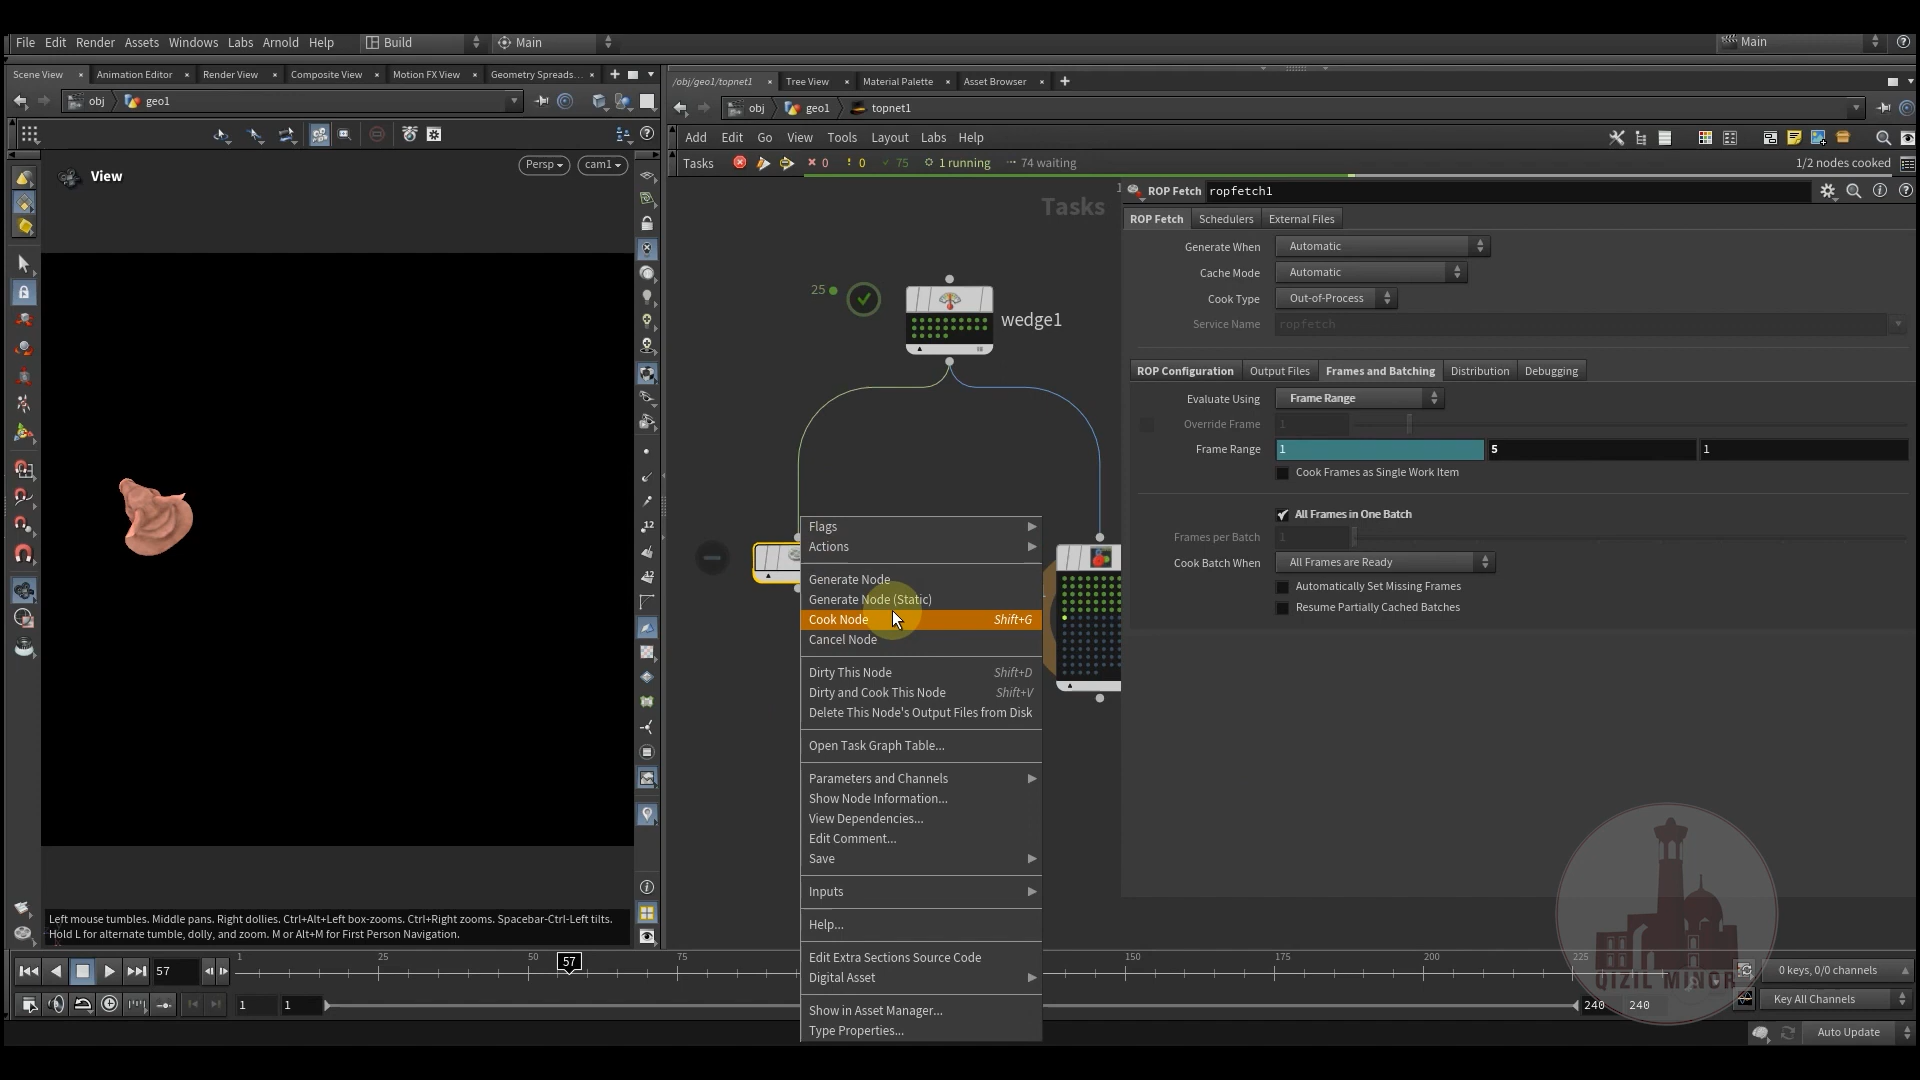 File Edit Render Assets Windows Labs Arnold Help Build Main Main
Scene View Animation Editor Render View Composite View Motion FX View Geometry Spreads...
/obj/geo1/topnet1 Tree View Material Palette Asset Browser
obj geo1
obj geo1 topnet1
Add Edit Go View Tools Layout Labs Help
Tasks 0 0 75 1 running 74 waiting 1/2 nodes cooked
View
Persp cam1
Tasks
ROP Fetch ropfetch1
ROP Fetch Schedulers External Files
Generate When Automatic
Cache Mode Automatic
Cook Type Out-of-Process
Service Name ropfetch
ROP Configuration Output Files Frames and Batching Distribution Debugging
Evaluate Using Frame Range
Override Frame 1
Frame Range 1 5 1
Cook Frames as Single Work Item
All Frames in One Batch
Frames per Batch 1
Cook Batch When All Frames are Ready
Automatically Set Missing Frames
Resume Partially Cached Batches
25
wedge1
Flags
Actions
Generate Node
Generate Node (Static)
Cook Node Shift+G
Cancel Node
Dirty This Node Shift+D
Dirty and Cook This Node Shift+V
Delete This Node's Output Files from Disk
Open Task Graph Table...
Parameters and Channels
Show Node Information...
View Dependencies...
Edit Comment...
Save
Inputs
Help...
Edit Extra Sections Source Code
Digital Asset
Show in Asset Manager...
Type Properties...
Left mouse tumbles. Middle pans. Right dollies. Ctrl+Alt+Left box-zooms. Ctrl+Right zooms. Spacebar-Ctrl-Left tilts.
Hold L for alternate tumble, dolly, and zoom. M or Alt+M for First Person Navigation.
57
1 25 50 57 75 150 175 200 225
1 1 240 240
0 keys, 0/0 channels
Key All Channels
Auto Update
QIZIL MINOR